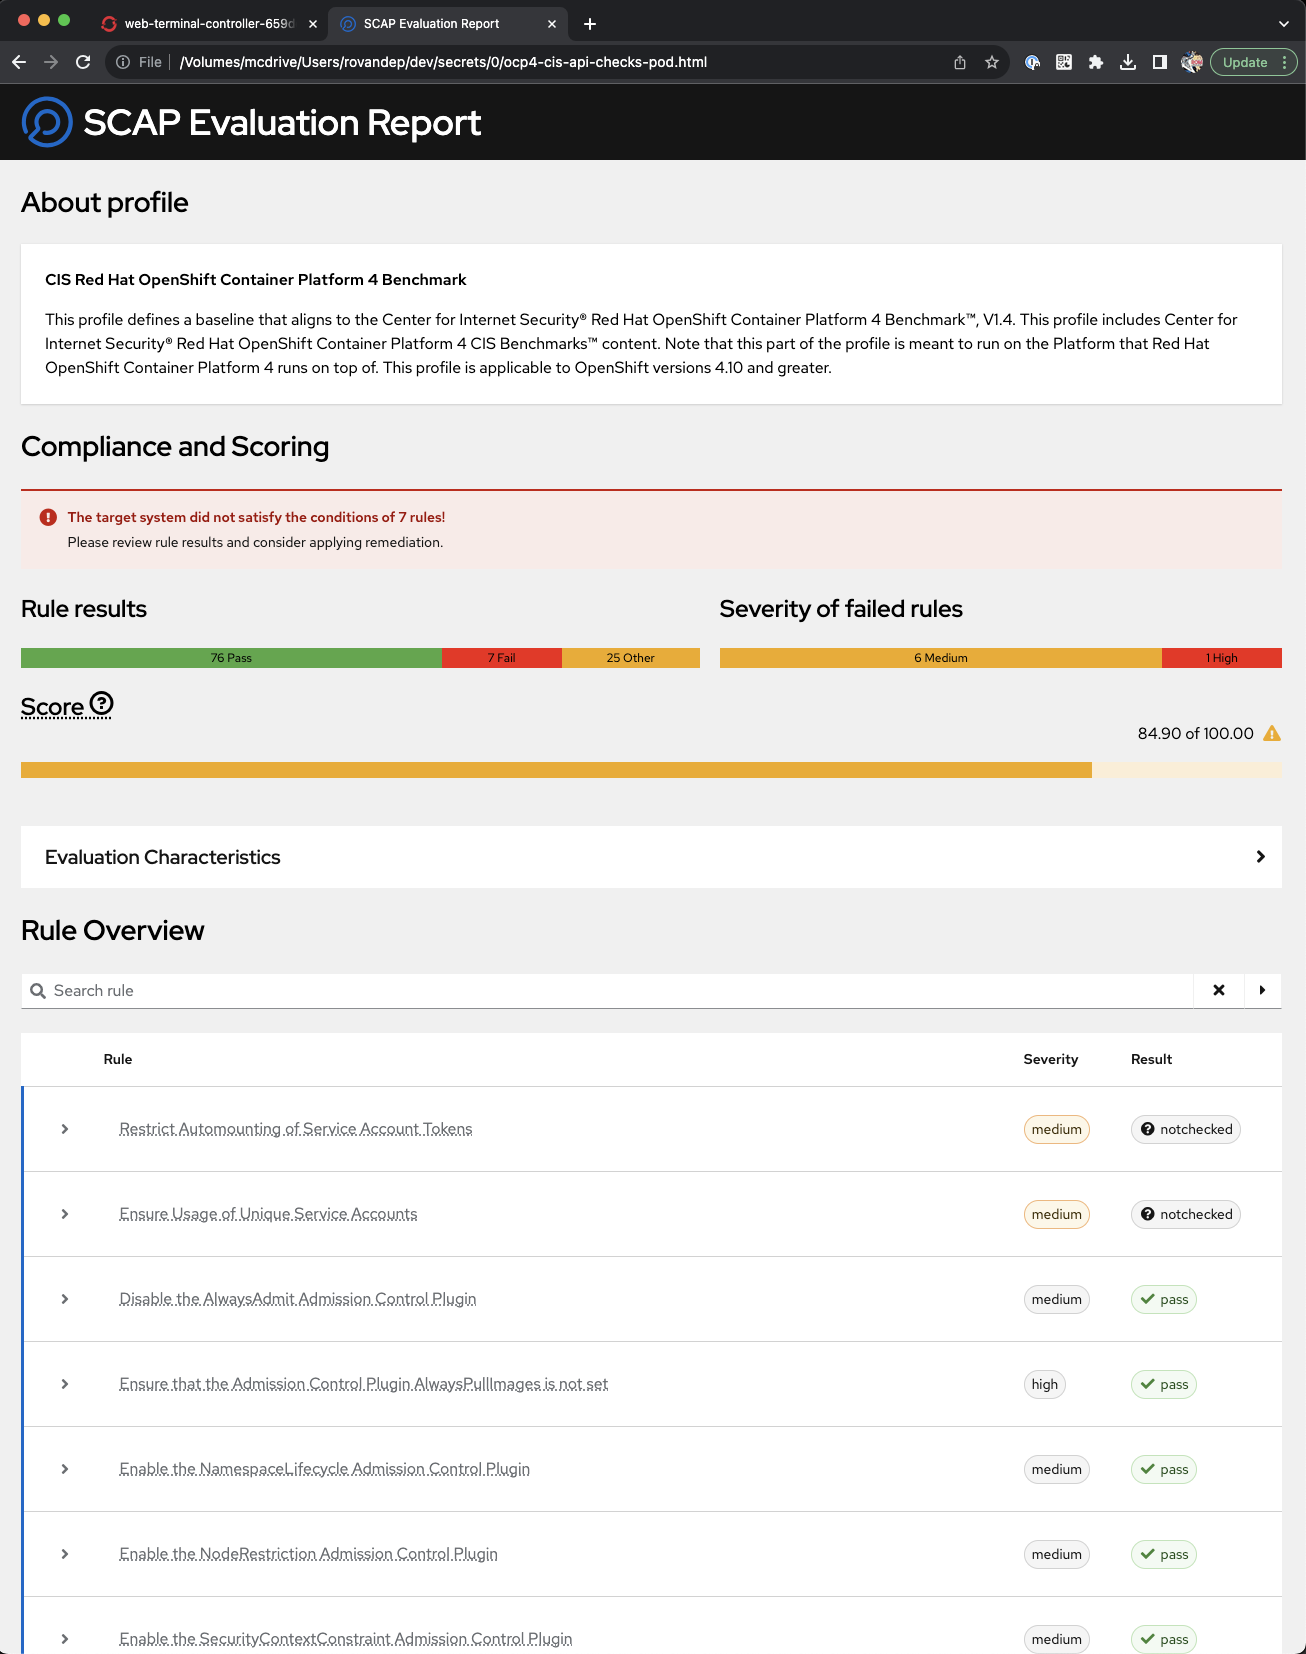 web-terminal-controller-659d
SCAP Evaluation Report
File
/Volumes/mcdrive/Users/rovandep/dev/secrets/0/ocp4-cis-api-checks-pod.html
Update
SCAP Evaluation Report
About profile
CIS Red Hat OpenShift Container Platform 4 Benchmark
This profile defines a baseline that aligns to the Center for Internet Security® Red Hat OpenShift Container Platform 4 Benchmark™, V1.4. This profile includes Center for
Internet Security® Red Hat OpenShift Container Platform 4 CIS Benchmarks™ content. Note that this part of the profile is meant to run on the Platform that Red Hat
OpenShift Container Platform 4 runs on top of. This profile is applicable to OpenShift versions 4.10 and greater.
Compliance and Scoring
The target system did not satisfy the conditions of 7 rules!
Please review rule results and consider applying remediation.
Rule results
Severity of failed rules
76 Pass
7 Fail
25 Other
6 Medium
1 High
Score
84.90 of 100.00
Evaluation Characteristics
Rule Overview
Search rule
Rule
Severity
Result
Restrict Automounting of Service Account Tokens
medium
notchecked
Ensure Usage of Unique Service Accounts
medium
notchecked
Disable the AlwaysAdmit Admission Control Plugin
medium
pass
Ensure that the Admission Control Plugin AlwaysPullImages is not set
high
pass
Enable the NamespaceLifecycle Admission Control Plugin
medium
pass
Enable the NodeRestriction Admission Control Plugin
medium
pass
Enable the SecurityContextConstraint Admission Control Plugin
medium
pass